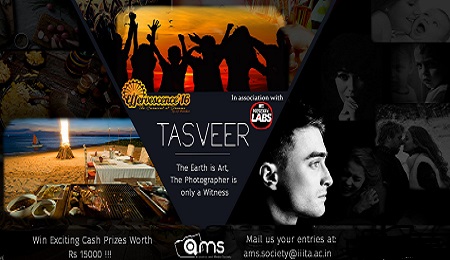 Effervescence'16
In association with
LABS
TASVEER
The Earth is Art,
The Photographer is
only a Witness
Win Exciting Cash Prizes Worth
Rs 15000 !!!
ams
Mail us your entries at:
ams.society@iiita.ac.in